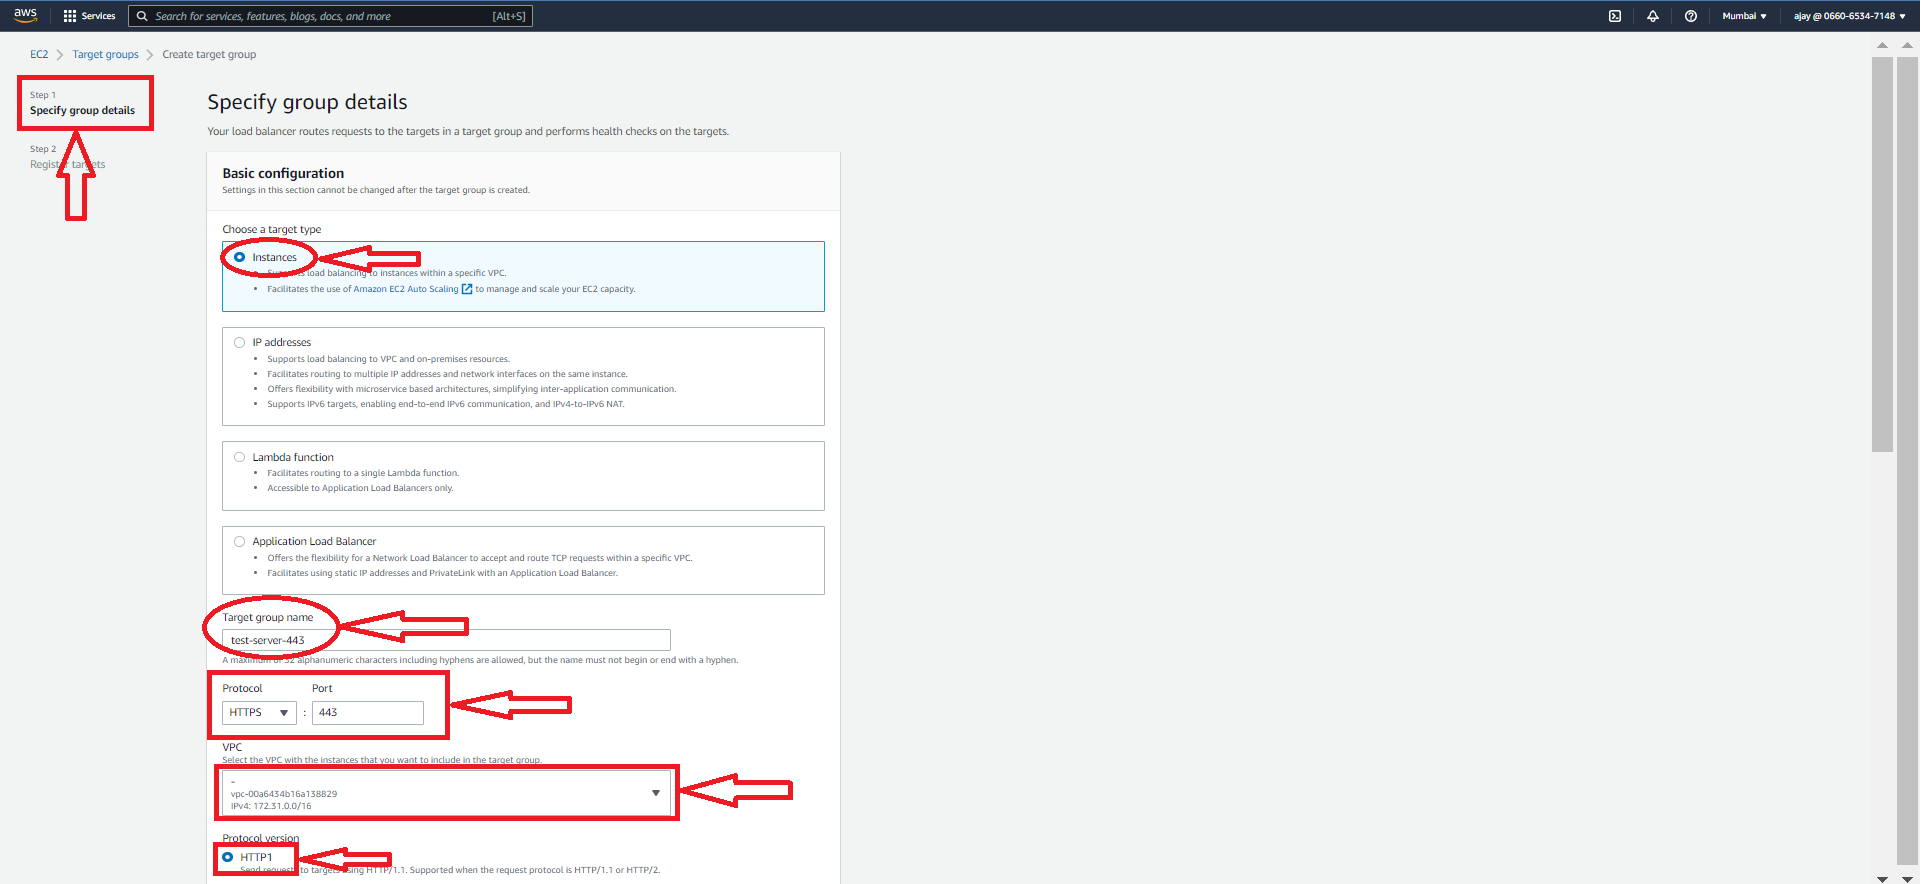 aws Services Search for services, features, blogs, docs, and more [Alt+S] Mumbai ajay @ 0660-6534-7148
EC2 Target groups Create target group
Step 1
Specify group details
Step 2
Register targets
Specify group details
Your load balancer routes requests to the targets in a target group and performs health checks on the targets.
Basic configuration
Settings in this section cannot be changed after the target group is created.
Choose a target type
Instances
Supports load balancing to instances within a specific VPC.
Facilitates the use of Amazon EC2 Auto Scaling to manage and scale your EC2 capacity.
IP addresses
Supports load balancing to VPC and on-premises resources.
Facilitates routing to multiple IP addresses and network interfaces on the same instance.
Offers flexibility with microservice based architectures, simplifying inter-application communication.
Supports IPv6 targets, enabling end-to-end IPv6 communication, and IPv4-to-IPv6 NAT.
Lambda function
Facilitates routing to a single Lambda function.
Accessible to Application Load Balancers only.
Application Load Balancer
Offers the flexibility for a Network Load Balancer to accept and route TCP requests within a specific VPC.
Facilitates using static IP addresses and PrivateLink with an Application Load Balancer.
Target group name
test-server-443
A maximum of 32 alphanumeric characters including hyphens are allowed, but the name must not begin or end with a hyphen.
Protocol Port
HTTPS : 443
VPC
Select the VPC with the instances that you want to include in the target group.
-
vpc-00a6434b16a138829
IPv4: 172.31.0.0/16
Protocol version
HTTP1
Send requests to targets using HTTP/1.1. Supported when the request protocol is HTTP/1.1 or HTTP/2.